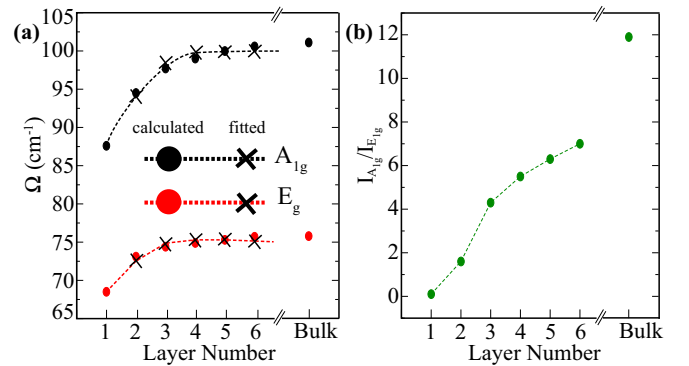 (a)
105
100
95
90
85
80
75
70
65
Ω (cm⁻¹)
calculated fitted
A1g
Eg
1 2 3 4 5 6 Bulk
Layer Number
(b)
12
10
8
6
4
2
0
I_A1g/I_E1g
1 2 3 4 5 6 Bulk
Layer Number